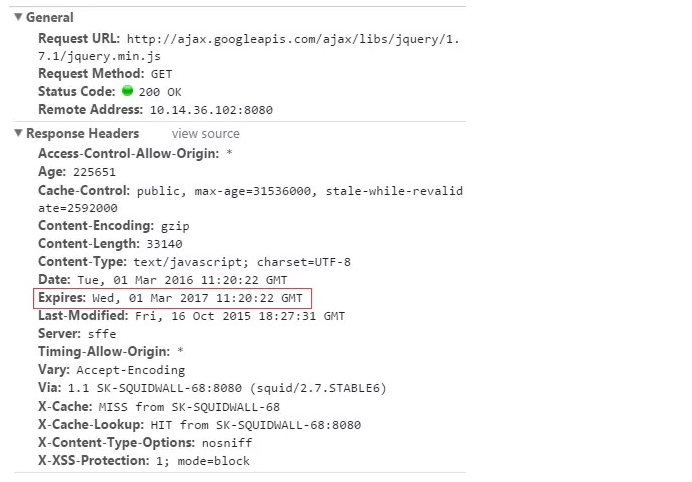 General
Request URL: http://ajax.googleapis.com/ajax/libs/jquery/1.
7.1/jquery.min.js
Request Method: GET
Status Code: 200 OK
Remote Address: 10.14.36.102:8080
Response Headers view source
Access-Control-Allow-Origin: *
Age: 225651
Cache-Control: public, max-age=31536000, stale-while-revalid
ate=2592000
Content-Encoding: gzip
Content-Length: 33140
Content-Type: text/javascript; charset=UTF-8
Date: Tue, 01 Mar 2016 11:20:22 GMT
Expires: Wed, 01 Mar 2017 11:20:22 GMT
Last-Modified: Fri, 16 Oct 2015 18:27:31 GMT
Server: sffe
Timing-Allow-Origin: *
Vary: Accept-Encoding
Via: 1.1 SK-SQUIDWALL-68:8080 (squid/2.7.STABLE6)
X-Cache: MISS from SK-SQUIDWALL-68
X-Cache-Lookup: HIT from SK-SQUIDWALL-68:8080
X-Content-Type-Options: nosniff
X-XSS-Protection: 1; mode=block